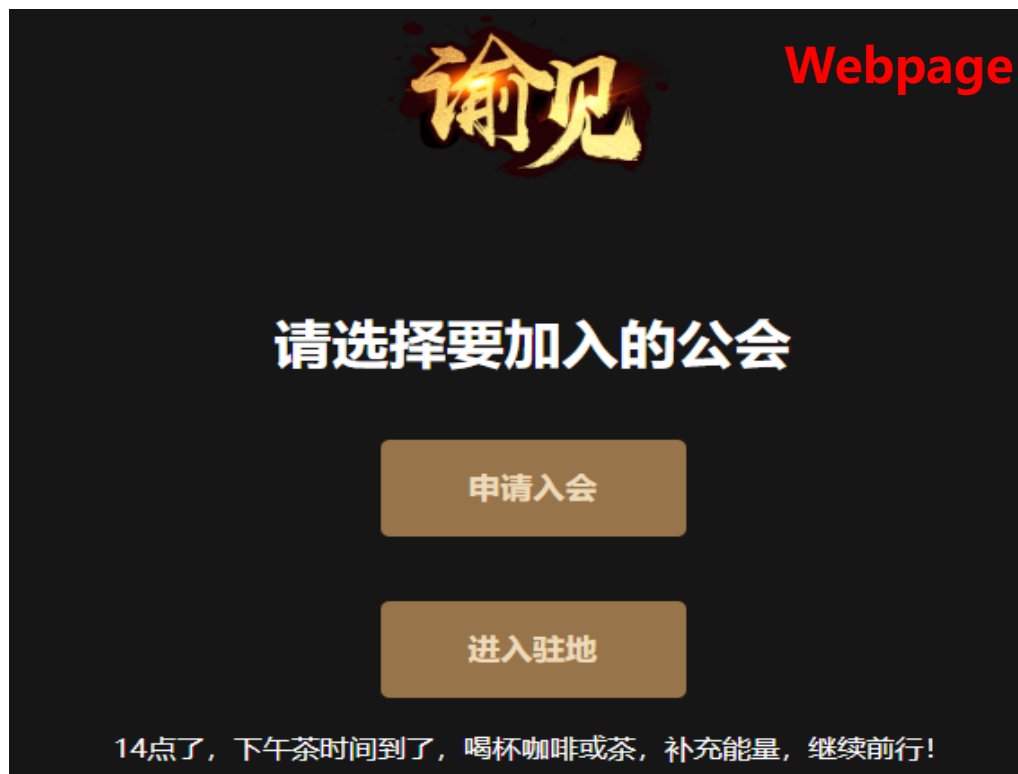 谕见
Webpage
请选择要加入的公会
申请入会
进入驻地
14点了，下午茶时间到了，喝杯咖啡或茶，补充能量，继续前行！